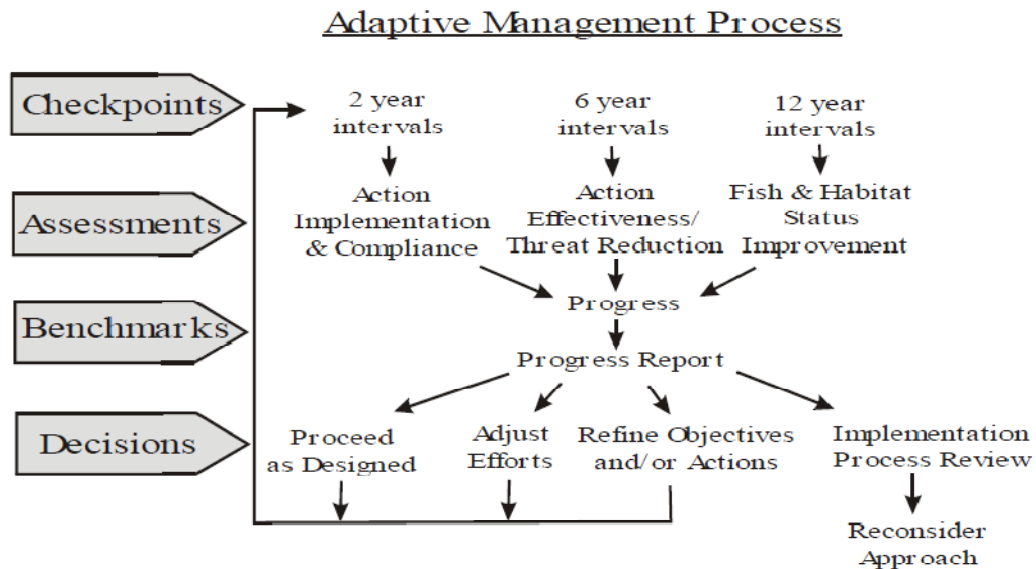 Adaptive Management Process
Checkpoints
2 year
intervals
6 year
intervals
12 year
intervals
Assessments
Action
Implementation
& Compliance
Action
Effectiveness/
Threat Reduction
Fish & Habitat
Status
Improvement
Benchmarks
Progress
Progress Report
Decisions
Proceed
as Designed
Adjust
Efforts
Refine Objectives
and/or Actions
Implementation
Process Review
Reconsider
Approach